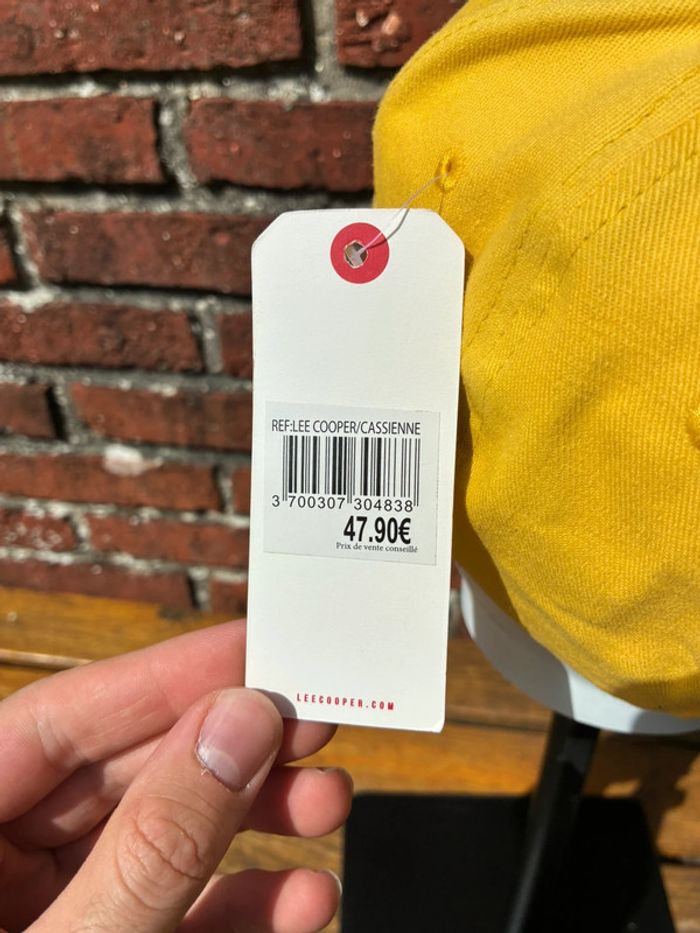 REF:LEE COOPER/CASSIENNE
3 700307 304838
47.90€
Prix de vente conseillé
LEECOOPER.COM